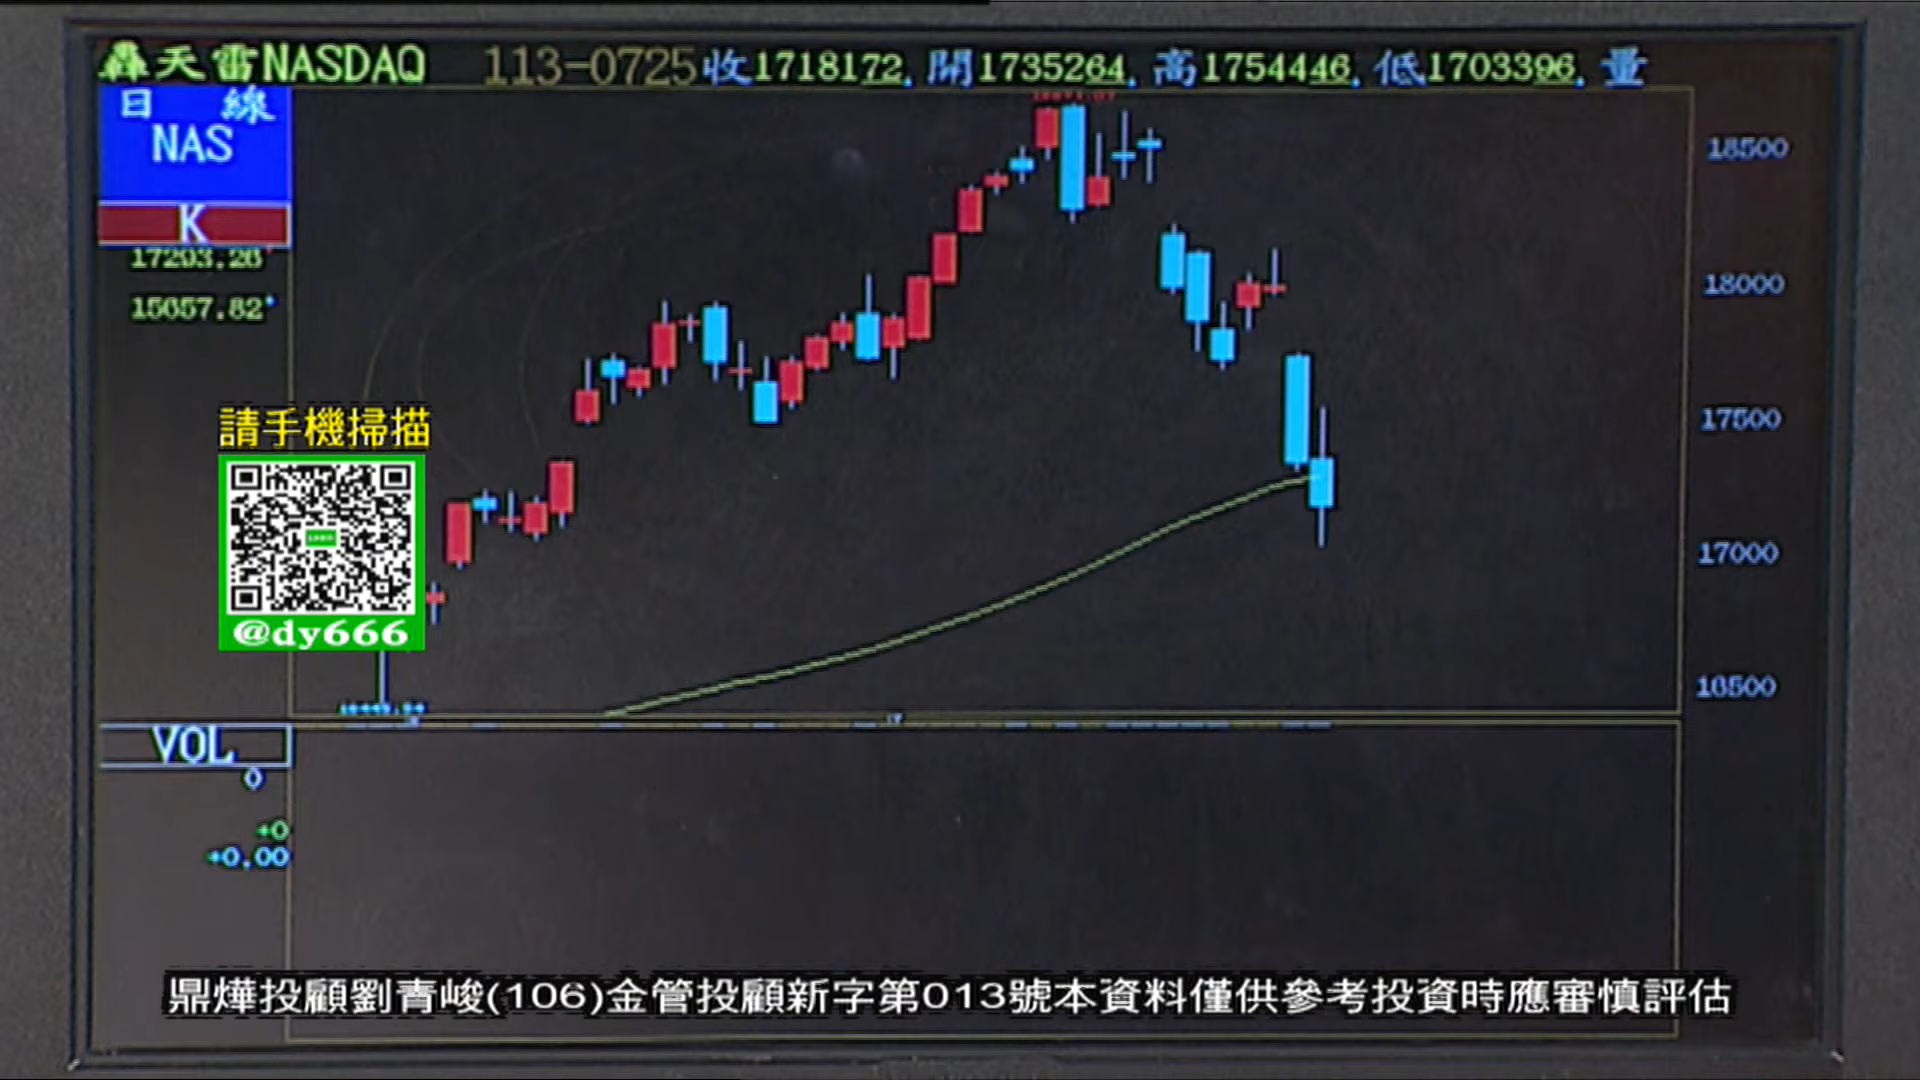 轟天雷NASDAQ 113-0725收1718172, 開1735264, 高1754446, 低1703396, 量
日 線
NAS
K
17203.26
15657.82
18500
18000
17500
17000
16500
請手機掃描
@dy666
VOL
0
+0
+0.00
鼎燁投顧劉青峻(106)金管投顧新字第013號本資料僅供參考投資時應審慎評估